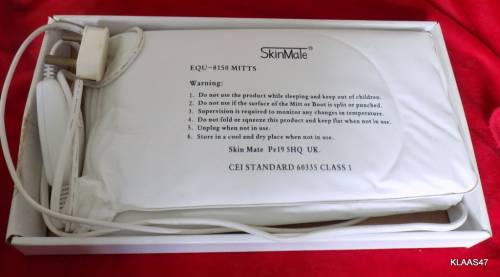 SkinMate®
EQU-8150 MITTS
Warning:
1. Do not use the product while sleeping and keep out of children.
2. Do not use if the surface of the Mitt or Boot is split or punched.
3. Supervision is required to monitor any changes in temperature.
4. Do not fold or squeeze this product and keep flat when not in use.
5. Unplug when not in use.
6. Store in a cool and dry place when not in use.
Skin Mate Pe19 5HQ UK.
CEI STANDARD 60335 CLASS 1
KLAAS47